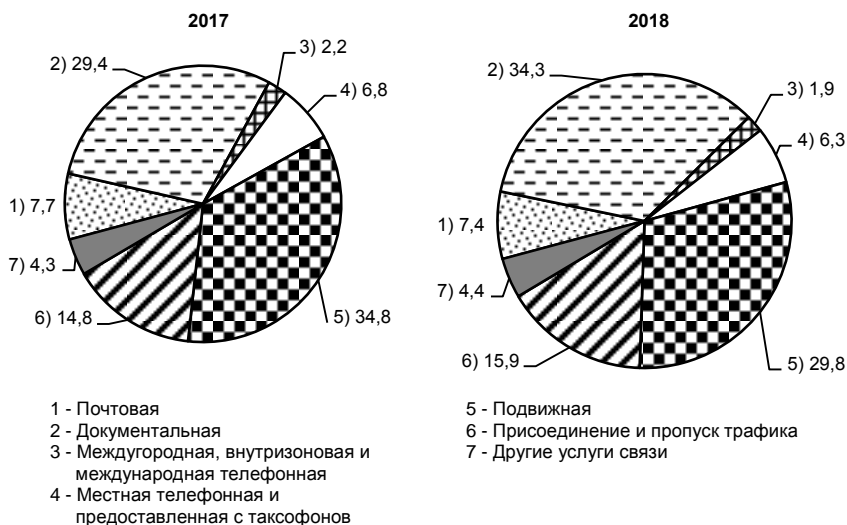 2017
2) 29,4
3) 2,2
4) 6,8
1) 7,7
7) 4,3
6) 14,8
5) 34,8
2018
2) 34,3
3) 1,9
4) 6,3
1) 7,4
7) 4,4
6) 15,9
5) 29,8
1 - Почтовая
2 - Документальная
3 - Междугородная, внутризоновая и
международная телефонная
4 - Местная телефонная и
предоставленная с таксофонов
5 - Подвижная
6 - Присоединение и пропуск трафика
7 - Другие услуги связи